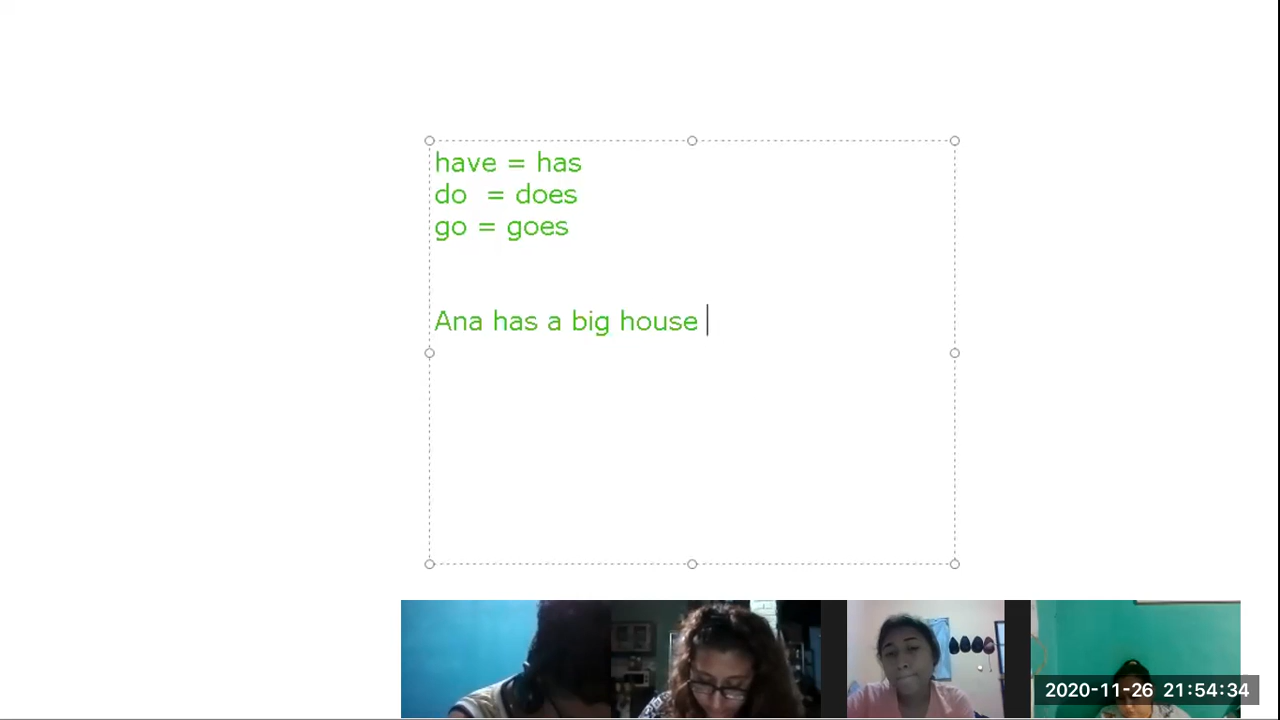 have = has
do = does
go = goes
Ana has a big house
2020-11-26 21:54:34